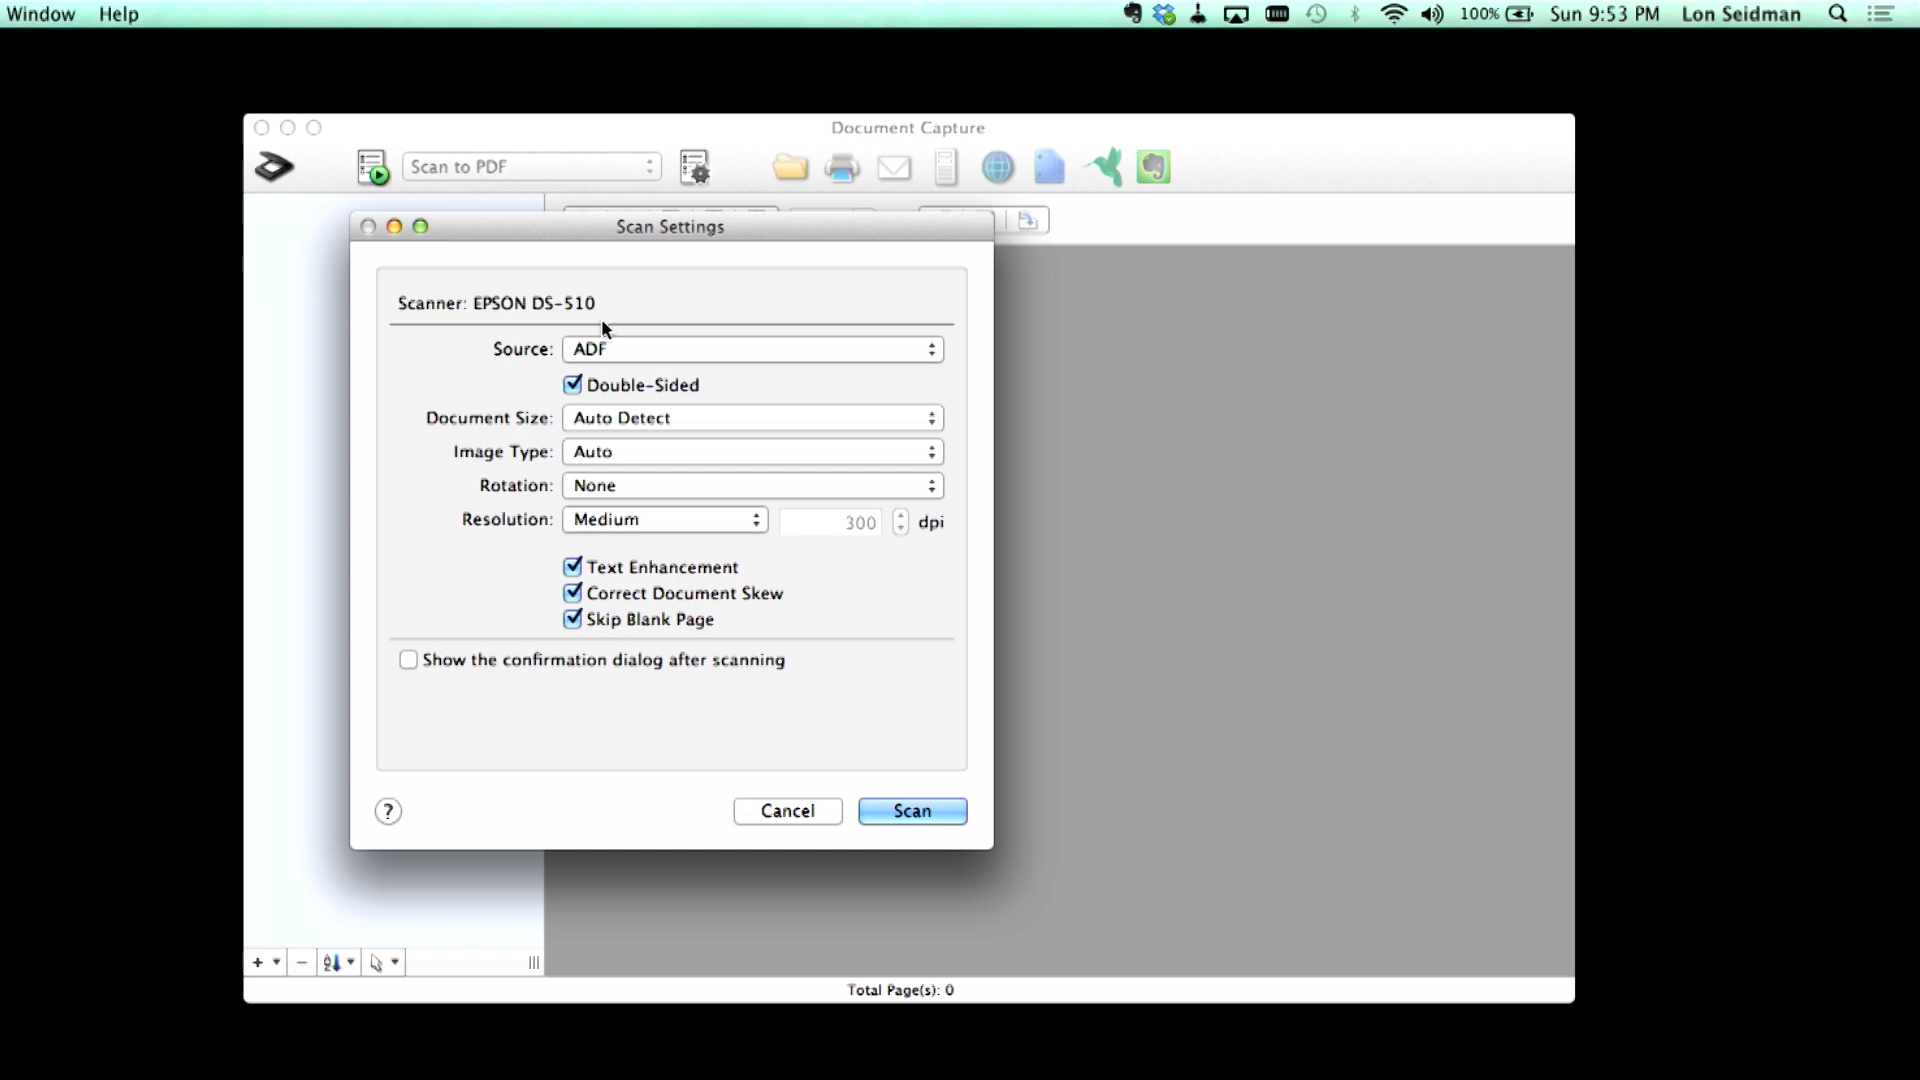 Window Help 100% Sun 9:53 PM Lon Seidman
Document Capture
Scan to PDF
Scan Settings
Scanner: EPSON DS-510
Source: ADF
Double-Sided
Document Size: Auto Detect
Image Type: Auto
Rotation: None
Resolution: Medium 300 dpi
Text Enhancement
Correct Document Skew
Skip Blank Page
Show the confirmation dialog after scanning
? Cancel Scan
Total Page(s): 0